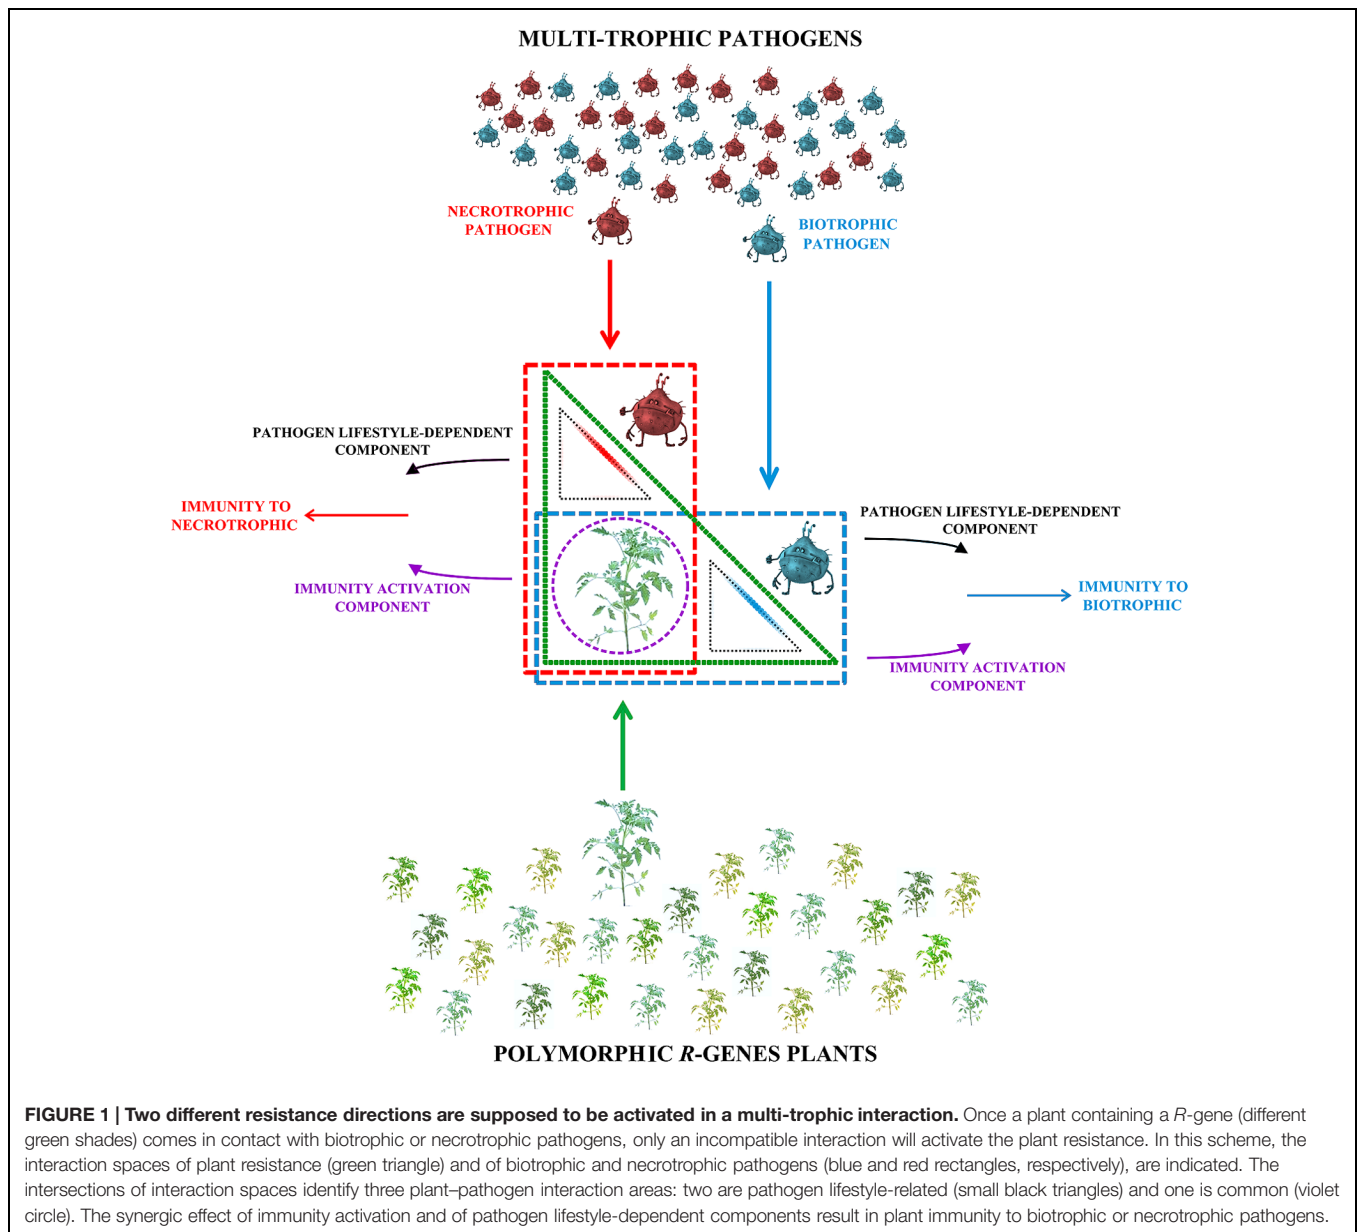 MULTI-TROPHIC PATHOGENS
NECROTROPHIC
PATHOGEN
BIOTROPHIC
PATHOGEN
PATHOGEN LIFESTYLE-DEPENDENT
COMPONENT
IMMUNITY TO
NECROTROPHIC
IMMUNITY ACTIVATION
COMPONENT
PATHOGEN LIFESTYLE-DEPENDENT
COMPONENT
IMMUNITY TO
BIOTROPHIC
IMMUNITY ACTIVATION
COMPONENT
POLYMORPHIC R-GENES PLANTS
FIGURE 1 | Two different resistance directions are supposed to be activated in a multi-trophic interaction. Once a plant containing a R-gene (different
green shades) comes in contact with biotrophic or necrotrophic pathogens, only an incompatible interaction will activate the plant resistance. In this scheme, the
interaction spaces of plant resistance (green triangle) and of biotrophic and necrotrophic pathogens (blue and red rectangles, respectively), are indicated. The
intersections of interaction spaces identify three plant–pathogen interaction areas: two are pathogen lifestyle-related (small black triangles) and one is common (violet
circle). The synergic effect of immunity activation and of pathogen lifestyle-dependent components result in plant immunity to biotrophic or necrotrophic pathogens.